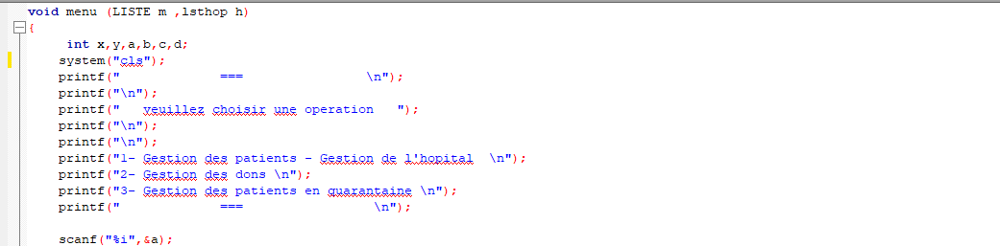 void menu (LISTE m ,lsthop h)
{
int x,y,a,b,c,d;
system("cls");
printf("             ===                \n");
printf("\n");
printf("   veuillez choisir une operation   ");
printf("\n");
printf("\n");
printf("1- Gestion des patients - Gestion de l'hopital  \n");
printf("2- Gestion des dons \n");
printf("3- Gestion des patients en quarantaine \n");
printf("             ===                 \n");
scanf("%i",&a);